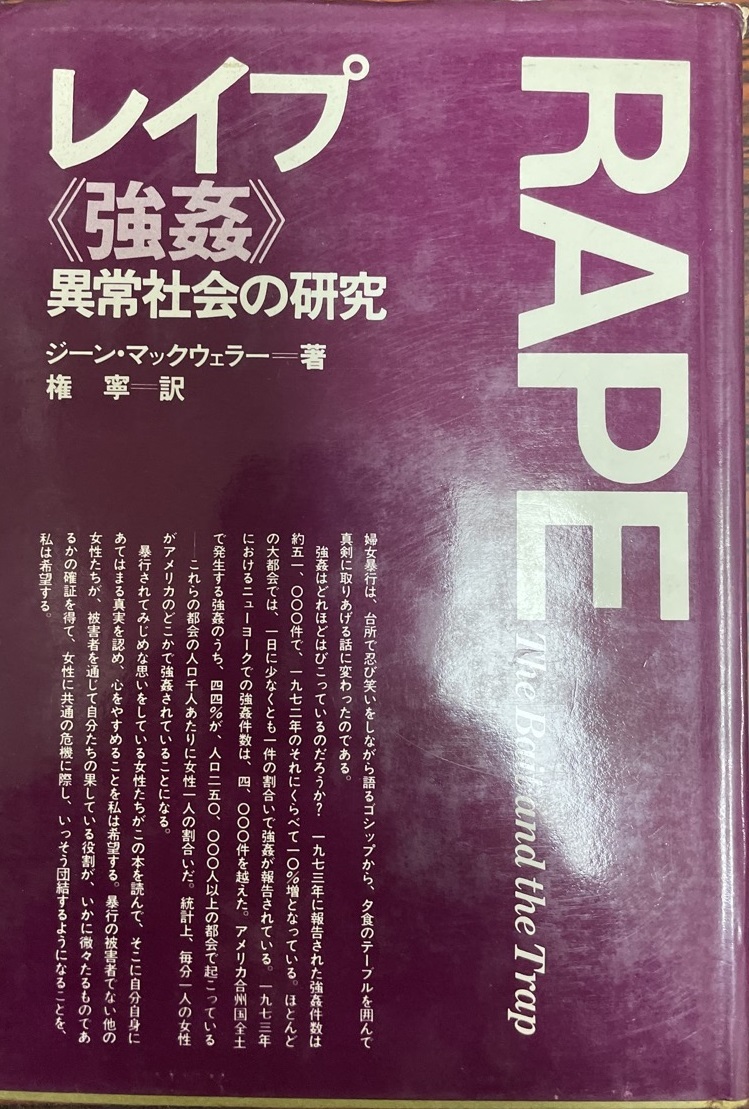 レイプ
《強姦》
異常社会の研究
ジーン・マックウェラー＝著
権 寧＝訳
RAPE
The Bait and the Trap
婦女暴行は、台所で忍び笑いをしながら語るゴシップから、夕食のテーブルを囲んで
真剣に取りあげる話に変わったのである。
強姦はどれほどはびこっているのだろうか？ 一九七三年に報告された強姦件数は
約五一、〇〇〇件で、一九七二年のそれにくらべて一〇％増となっている。ほとんど
の大都会では、一日に少なくとも一件の割合いで強姦が報告されている。一九七三年
におけるニューヨークでの強姦件数は、四、〇〇〇件を越えた。アメリカ合州国全土
で発生する強姦のうち、四四％が、人口二五〇、〇〇〇人以上の都会で起こっている
——これらの都会の人口千人あたりに女性一人の割合いだ。統計上、毎分一人の女性
がアメリカのどこかで強姦されていることになる。
暴行されてみじめな思いをしている女性たちがこの本を読んで、そこに自分自身に
あてはまる真実を認め、心をやすめることを私は希望する。暴行の被害者でない他の
女性たちが、被害者を通じて自分たちの果している役割が、いかに微々たるものであ
るかの確証を得て、女性に共通の危機に際し、いっそう団結するようになることを、
私は希望する。